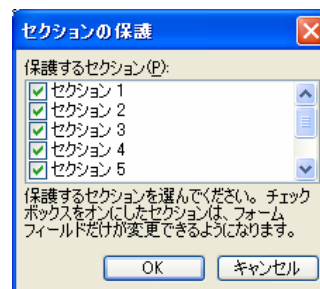 セクションの保護
保護するセクション(P):
セクション 1
セクション 2
セクション 3
セクション 4
セクション 5
保護するセクションを選んでください。 チェック
ボックスをオンにしたセクションは、フォーム
フィールドだけが変更できるようになります。
OK キャンセル